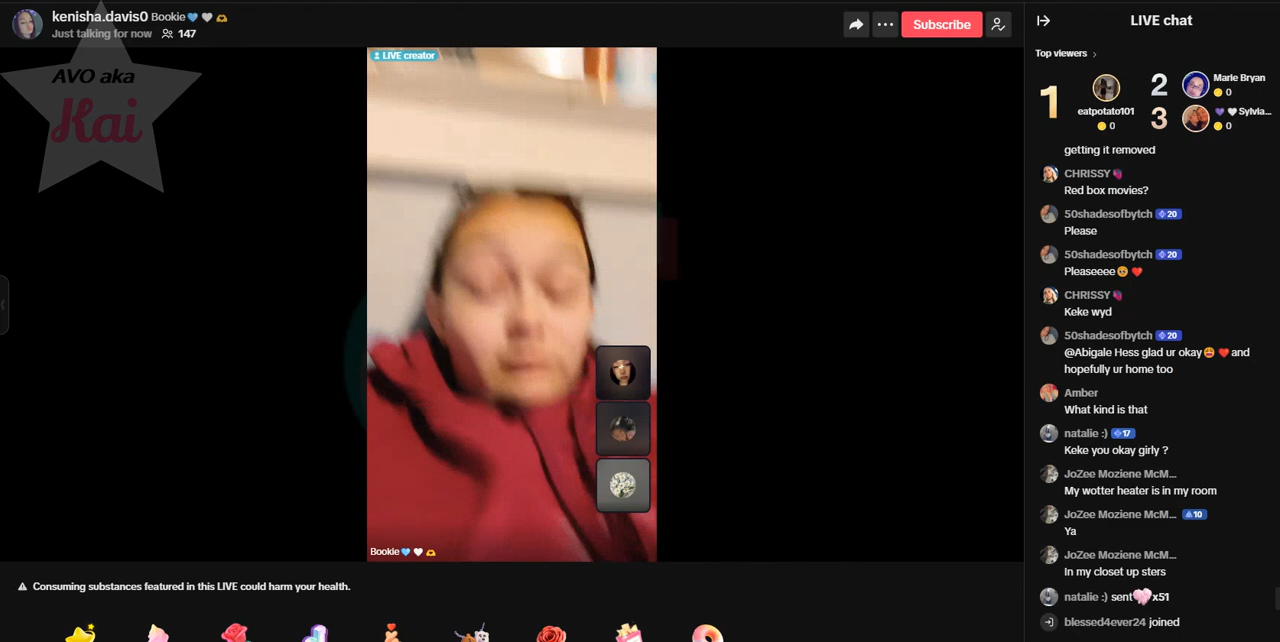 kenisha.davis0 Bookie💙🤍🫶
Just talking for now 147
Subscribe
AVO aka
Kai
LIVE creator
Bookie💙🤍🫶
Consuming substances featured in this LIVE could harm your health.
LIVE chat
Top viewers
1
eatpotato101
0
2 Marie Bryan
0
3 💜🤍Sylvia...
0
getting it removed
CHRISSY
Red box movies?
50shadesofbytch 20
Please
50shadesofbytch 20
Pleaseeee ❤️
CHRISSY
Keke wyd
50shadesofbytch 20
@Abigale Hess glad ur okay ❤️ and
hopefully ur home too
Amber
What kind is that
natalie :) 17
Keke you okay girly ?
JoZee Moziene McM...
My wotter heater is in my room
JoZee Moziene McM... 10
Ya
JoZee Moziene McM...
In my closet up sters
natalie :) sent x51
blessed4ever24 joined